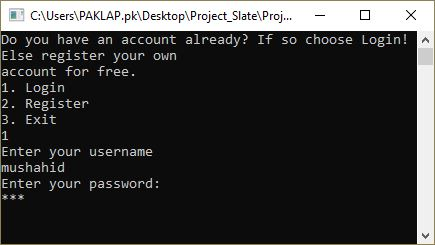 C:\Users\PAKLAP.pk\Desktop\Project_Slate\Proj...
Do you have an account already? If so choose Login!
Else register your own
account for free.
1. Login
2. Register
3. Exit
1
Enter your username
mushahid
Enter your password:
***